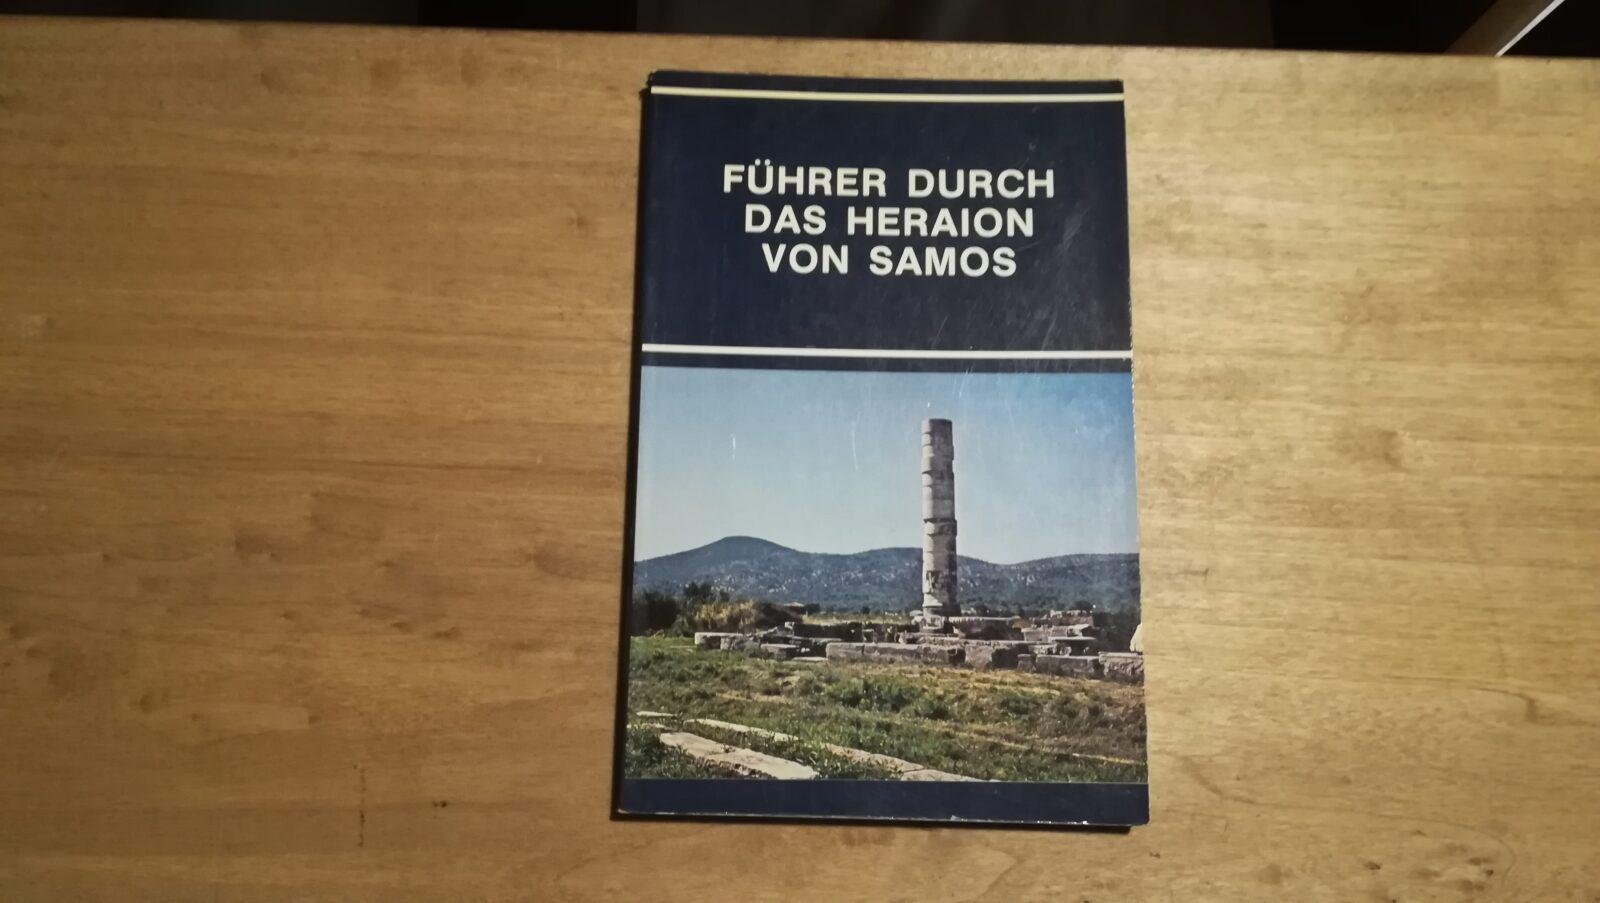 FÜHRER DURCH
DAS HERAION
VON SAMOS